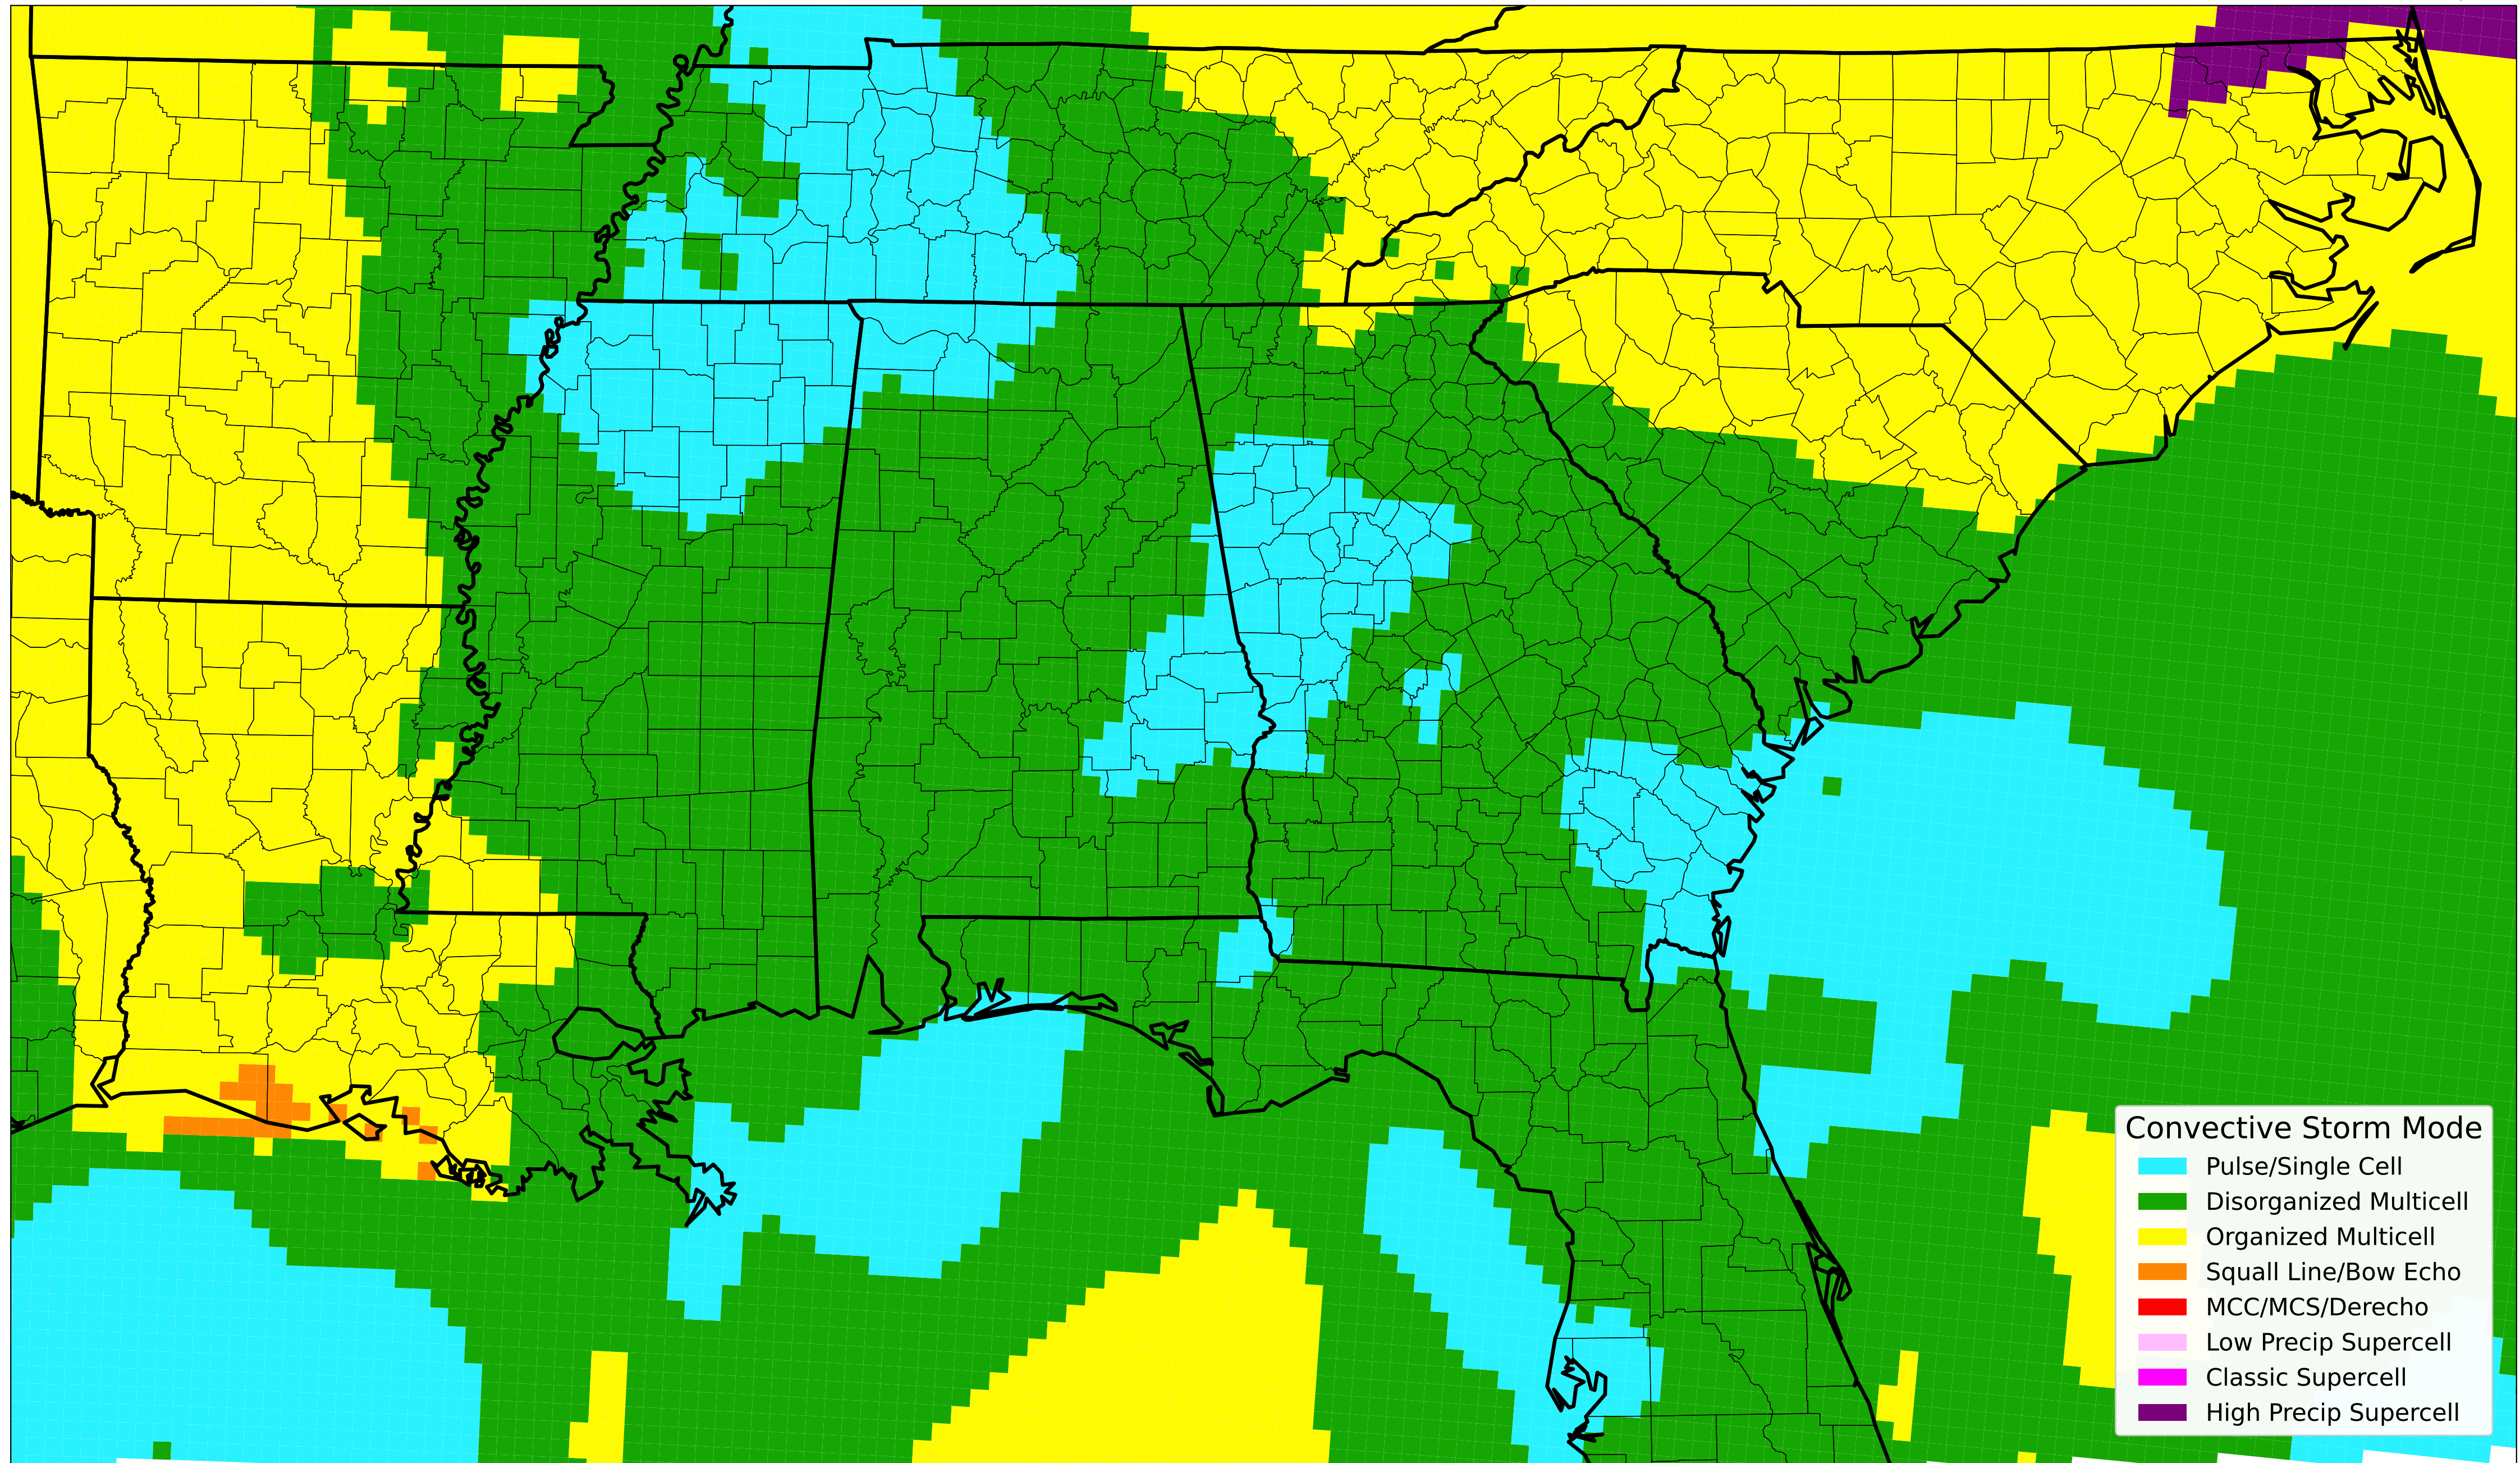 Convective Storm Mode
Pulse/Single Cell
Disorganized Multicell
Organized Multicell
Squall Line/Bow Echo
MCC/MCS/Derecho
Low Precip Supercell
Classic Supercell
High Precip Supercell